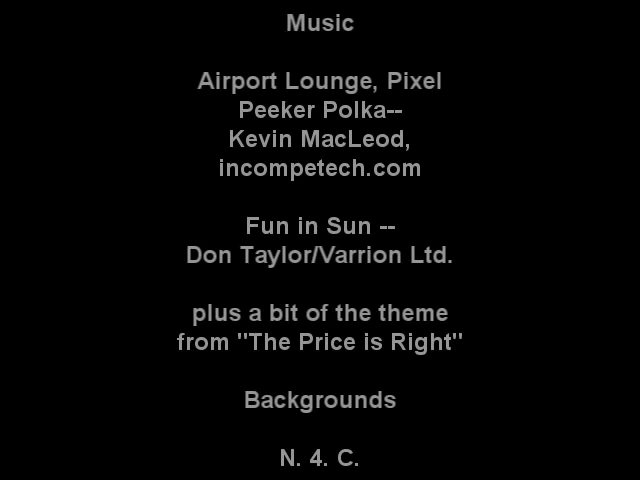 Music
Airport Lounge, Pixel
Peeker Polka--
Kevin MacLeod,
incompetech.com
Fun in Sun --
Don Taylor/Varrion Ltd.
plus a bit of the theme
from "The Price is Right"
Backgrounds
N. 4. C.